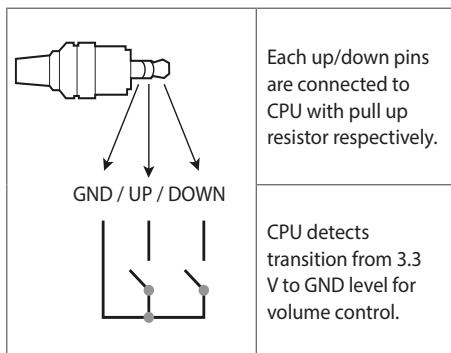 Each up/down pins
are connected to
CPU with pull up
resistor respectively.
GND / UP / DOWN
CPU detects
transition from 3.3
V to GND level for
volume control.